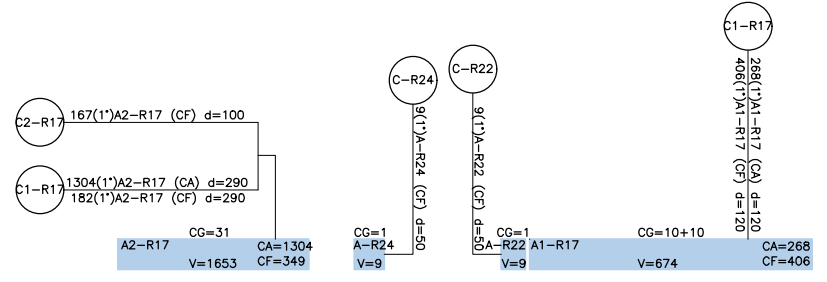 C1-R17
C-R24
C-R22
268(1°)A1-R17 (CA) d=120
406(1°)A1-R17 (CF) d=120
C2-R17
167(1°)A2-R17 (CF) d=100
9(1°)A-R24 (CF) d=50
9(1°)A-R22 (CF) d=50
C1-R17
1304(1°)A2-R17 (CA) d=290
182(1°)A2-R17 (CF) d=290
CG=31
CG=1
CG=1
CG=10+10
A2-R17
CA=1304
A-R24
A-R22
A1-R17
CA=268
V=1653
CF=349
V=9
V=9
V=674
CF=406